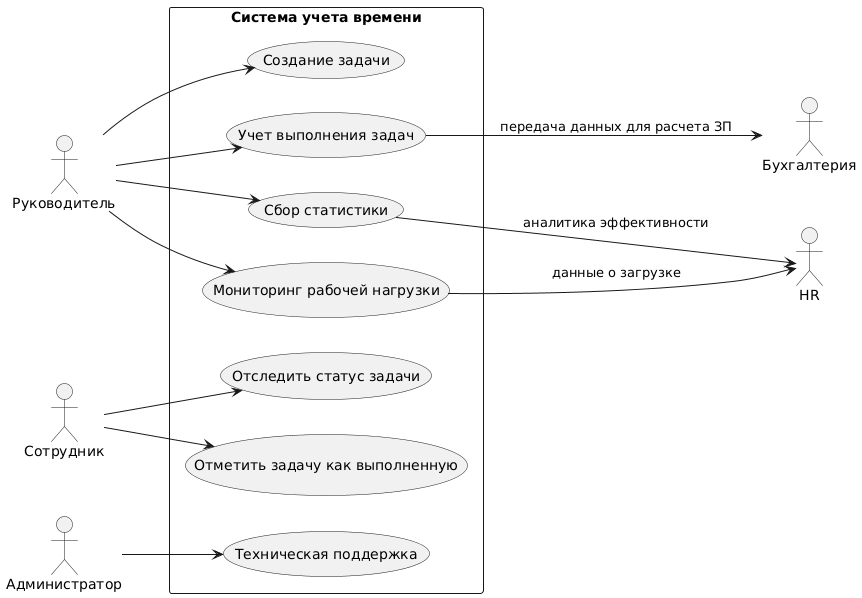 Система учета времени
Создание задачи
Учет выполнения задач
передача данных для расчета ЗП
Бухгалтерия
Руководитель
Сбор статистики
аналитика эффективности
Мониторинг рабочей нагрузки
данные о загрузке
HR
Отследить статус задачи
Сотрудник
Отметить задачу как выполненную
Техническая поддержка
Администратор